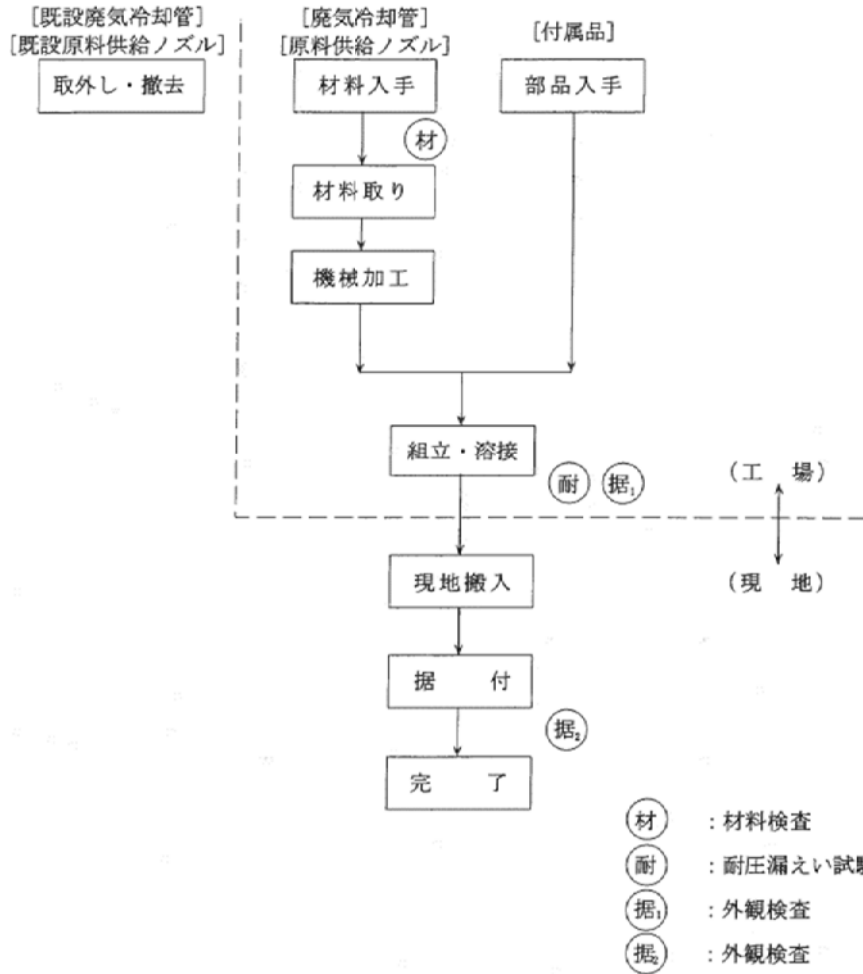 [既設廃気冷却管]
[既設原料供給ノズル]
取外し・撤去
[廃気冷却管]
[原料供給ノズル]
[付属品]
材料入手
部品入手
材
材料取り
機械加工
組立・溶接
耐 据₁
(工 場)
(現 地)
現地搬入
据 付
据₂
完 了
材 : 材料検査
耐 : 耐圧漏えい試験
据₁ : 外観検査
据₂ : 外観検査